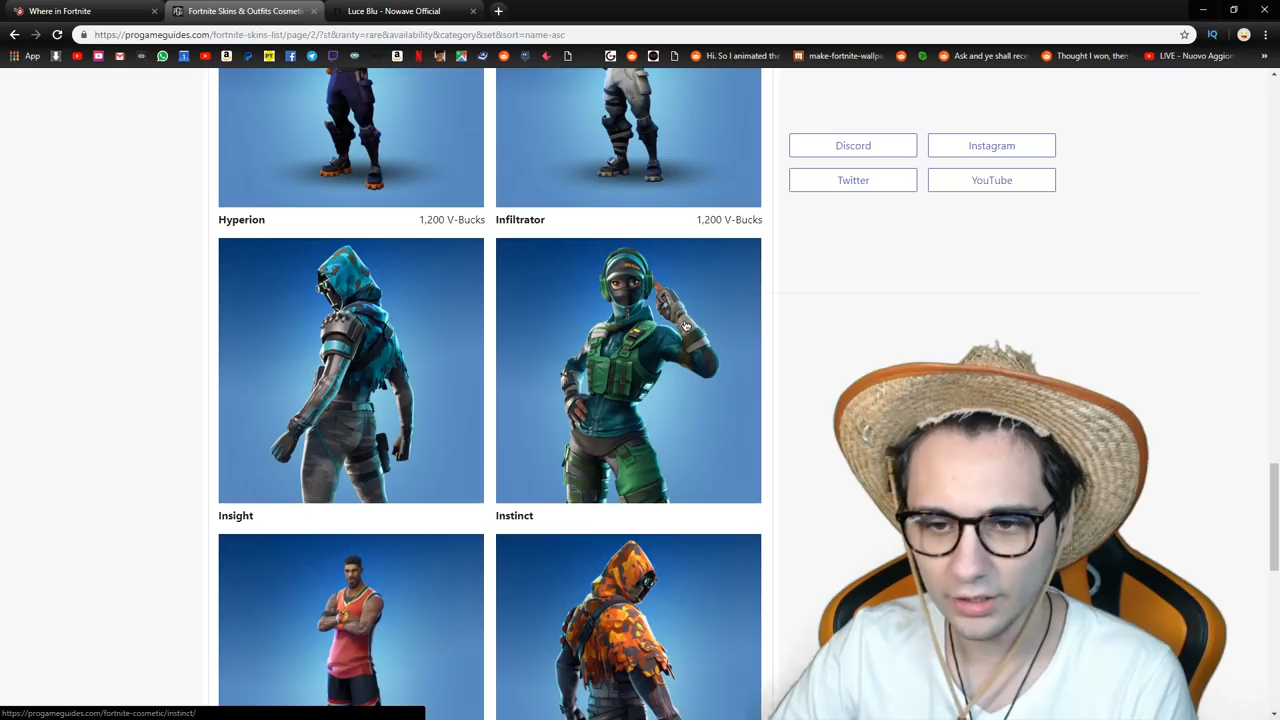 Where in Fortnite
Fortnite Skins & Outfits Cosmetic
Luce Blu - Nowave Official
https://progameguides.com/fortnite-skins-list/page/2/?st&rarity=rare&availability&category&set&sort=name-asc
App
Hi. So I animated the
make-fortnite-wallpa
Ask and ye shall rece
Thought I won, then
LIVE - Nuovo Aggion
Discord
Instagram
Twitter
YouTube
Hyperion 1,200 V-Bucks
Infiltrator 1,200 V-Bucks
Insight
Instinct
https://progameguides.com/fortnite-cosmetic/instinct/